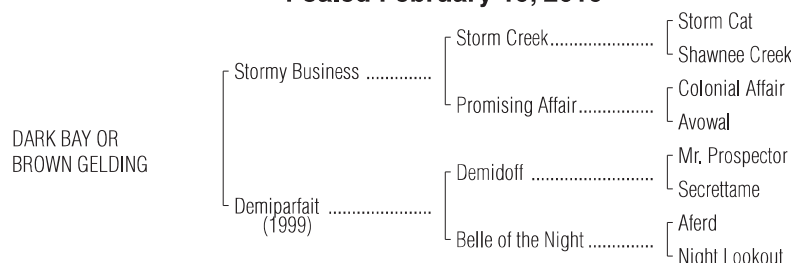 Storm Cat
Storm Creek
Shawnee Creek
Stormy Business
Colonial Affair
Promising Affair
Avowal
DARK BAY OR
BROWN GELDING
Mr. Prospector
Demidoff
Secrettame
Demiparfait
(1999)
Aferd
Belle of the Night
Night Lookout